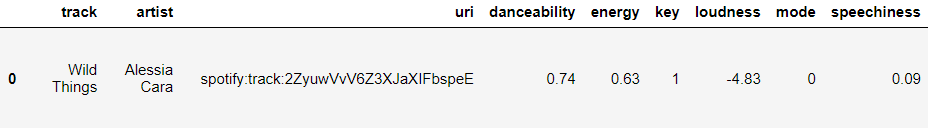 track artist uri danceability energy key loudness mode speechiness
0 Wild Things Alessia Cara spotify:track:2ZyuwVvV6Z3XJaXIFbspeE 0.74 0.63 1 -4.83 0 0.09